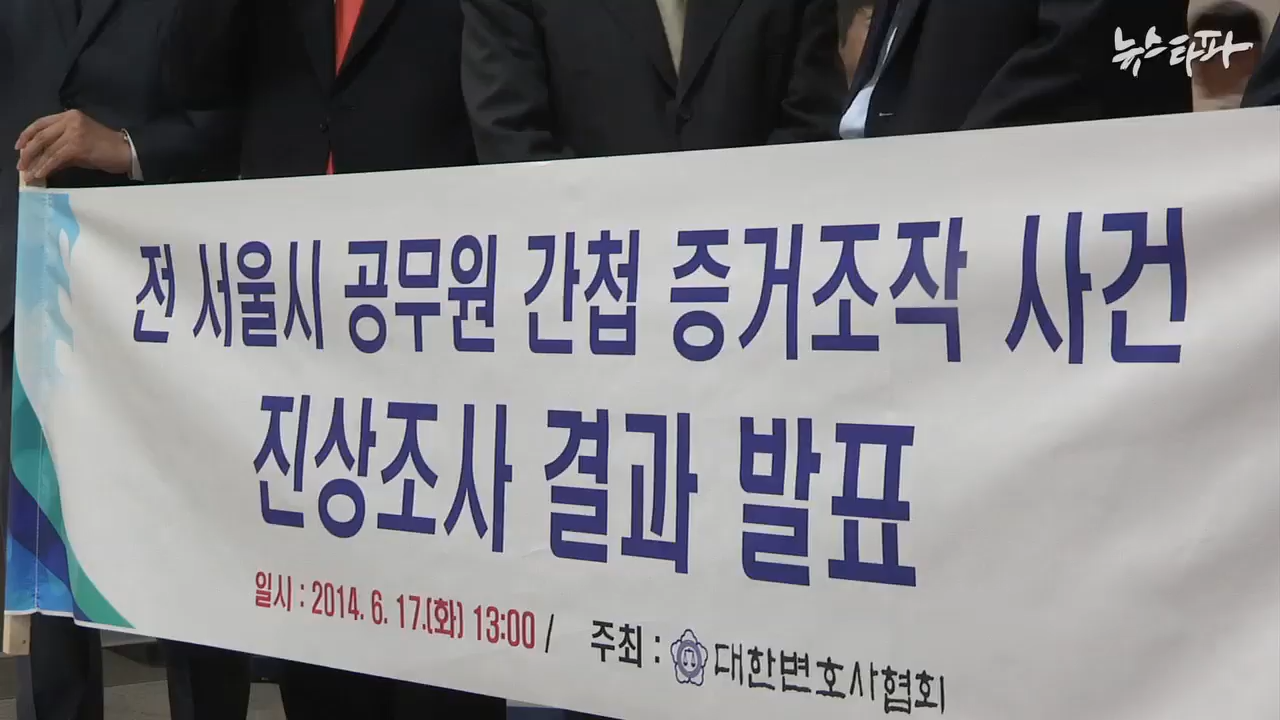 뉴스타파
전 서울시 공무원 간첩 증거조작 사건
진상조사 결과 발표
일시 : 2014. 6. 17.(화) 13:00 / 주최 : 대한변호사협회